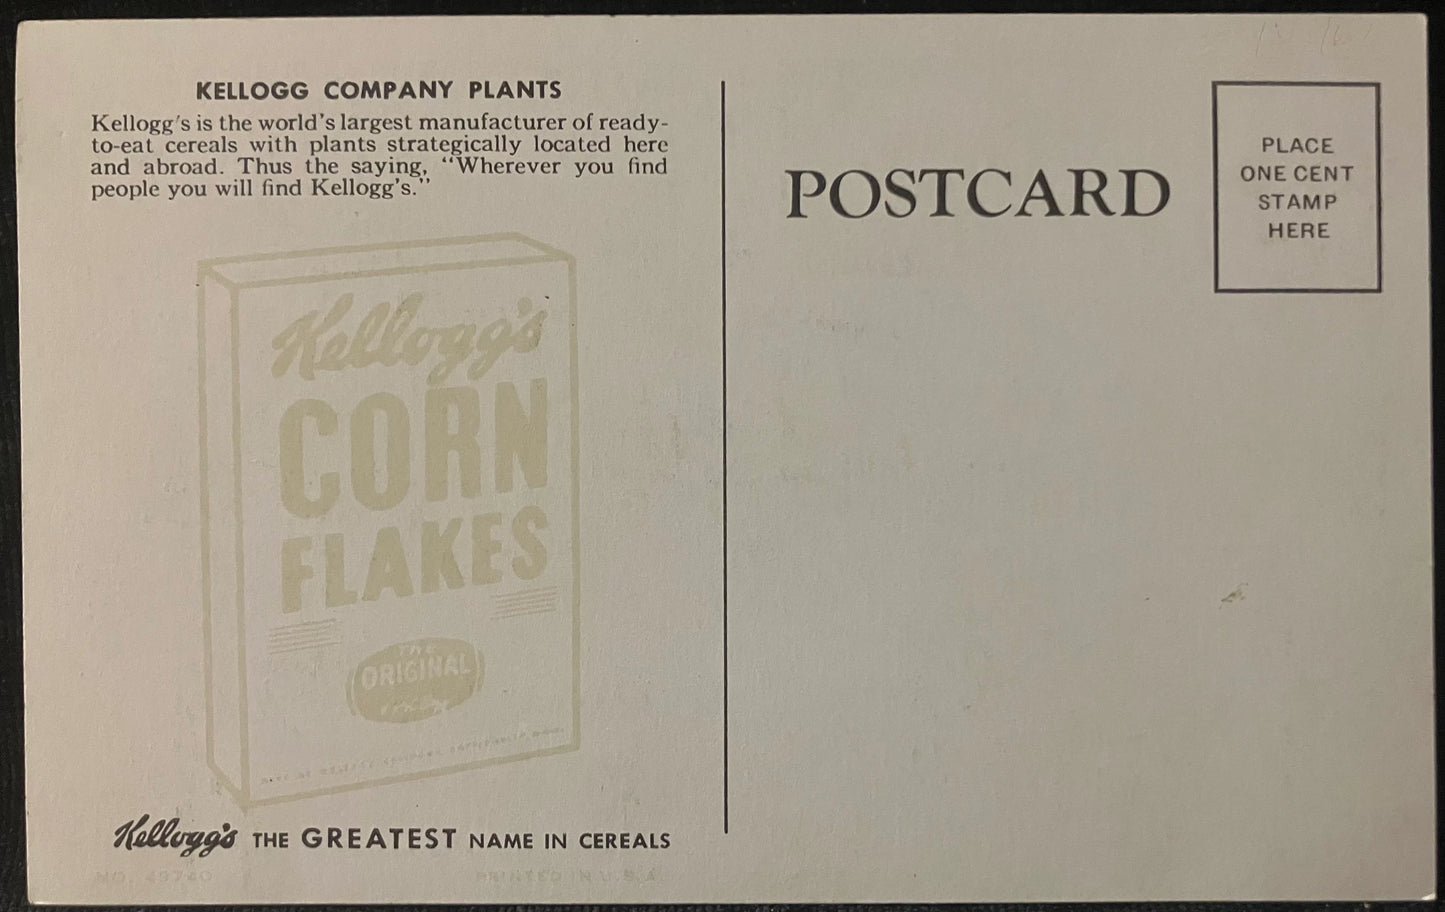 KELLOGG COMPANY PLANTS
Kellogg's is the world's largest manufacturer of ready-
to-eat cereals with plants strategically located here
and abroad. Thus the saying, “Wherever you find
people you will find Kellogg's.”
Kellogg's
CORN
FLAKES
THE
ORIGINAL
Kellogg's THE GREATEST NAME IN CEREALS
NO. 49740
PRINTED IN U.S.A.
POSTCARD
PLACE
ONE CENT
STAMP
HERE